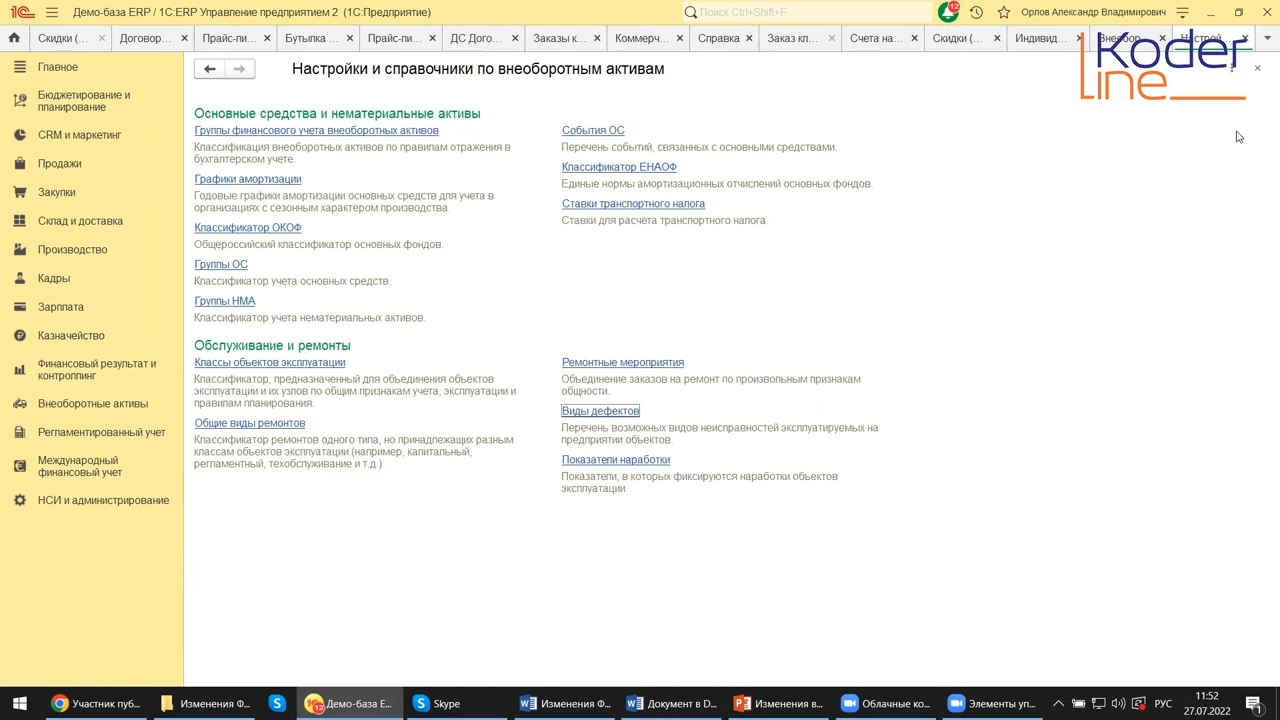 Демо-база ERP / 1С:ERP Управление предприятием 2 (1С:Предприятие)
Поиск Ctrl+Shift+F
12
Орлов Александр Владимирович
Скидки (...
Договор...
Прайс-пи...
Бутылка ...
Прайс-пи...
ДС Дого...
Заказы к...
Коммерч...
Справка
Заказ кл...
Счета на...
Скидки (...
Индивид...
Внеобор...
Настрой...
Koder
line
Главное
Бюджетирование и
планирование
CRM и маркетинг
Продажи
Закупки
Склад и доставка
Производство
Кадры
Зарплата
Казначейство
Финансовый результат и
контроллинг
Внеоборотные активы
Регламентированный учет
Международный
финансовый учет
НСИ и администрирование
Настройки и справочники по внеоборотным активам
Основные средства и нематериальные активы
Группы финансового учета внеоборотных активов
Классификация внеоборотных активов по правилам отражения в
бухгалтерском учете.
Графики амортизации
Годовые графики амортизации основных средств для учета в
организациях с сезонным характером производства.
Классификатор ОКОФ
Общероссийский классификатор основных фондов.
Группы ОС
Классификатор учета основных средств.
Группы НМА
Классификатор учета нематериальных активов.
События ОС
Перечень событий, связанных с основными средствами.
Классификатор ЕНАОФ
Единые нормы амортизационных отчислений основных фондов.
Ставки транспортного налога
Ставки для расчета транспортного налога
Обслуживание и ремонты
Классы объектов эксплуатации
Классификатор, предназначенный для объединения объектов
эксплуатации и их узлов по общим признакам учета, эксплуатации и
правилам планирования.
Общие виды ремонтов
Классификатор ремонтов одного типа, но принадлежащих разным
классам объектов эксплуатации (например, капитальный,
регламентный, техобслуживание и т.д.)
Ремонтные мероприятия
Объединение заказов на ремонт по произвольным признакам
общности.
Виды дефектов
Перечень возможных видов неисправностей эксплуатируемых на
предприятии объектов.
Показатели наработки
Показатели, в которых фиксируются наработки объектов
эксплуатации.
Участник пуб...
Изменения Ф...
12
Демо-база E...
Skype
Изменения Ф...
Документ в D...
Изменения в...
Облачные ко...
Элементы уп...
РУС
11:52
27.07.2022
1